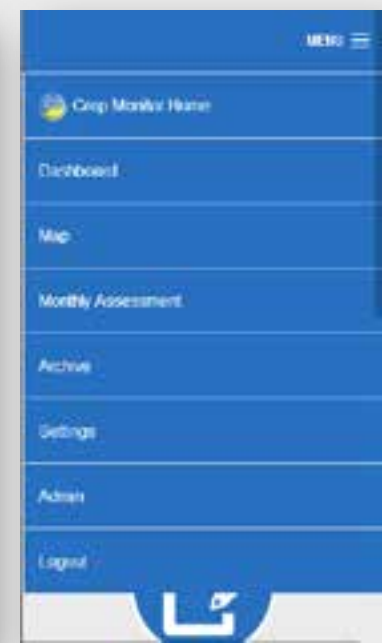 MENU
Crop Monitor Home
Dashboard
Map
Monthly Assessment
Archive
Settings
Admin
Logout